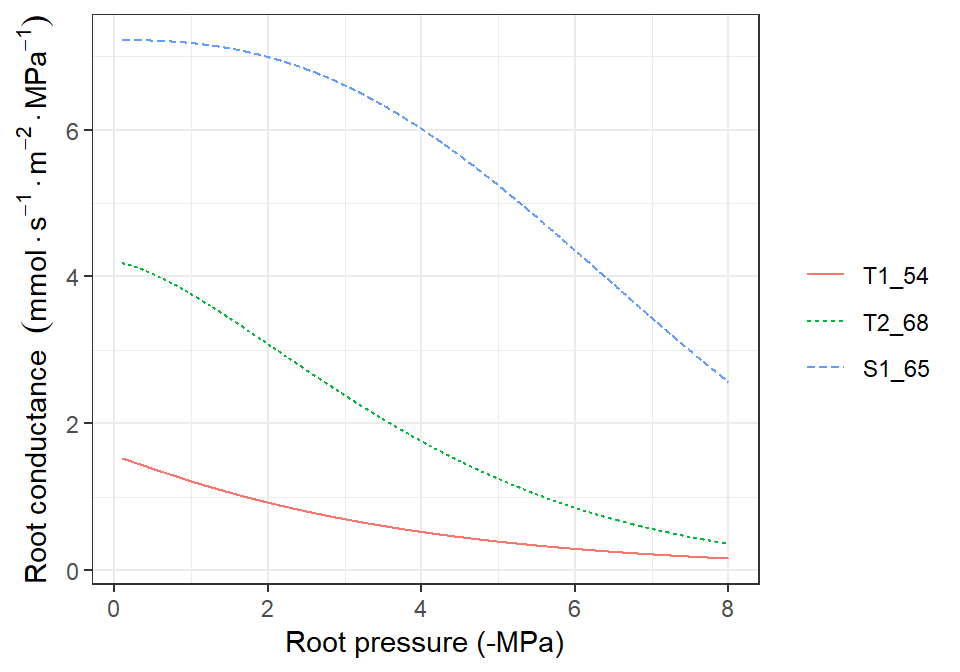 Root conductance (mmol · s⁻¹ · m⁻² · MPa⁻¹)
6
4
2
0
0 2 4 6 8
Root pressure (-MPa)
T1_54
T2_68
S1_65